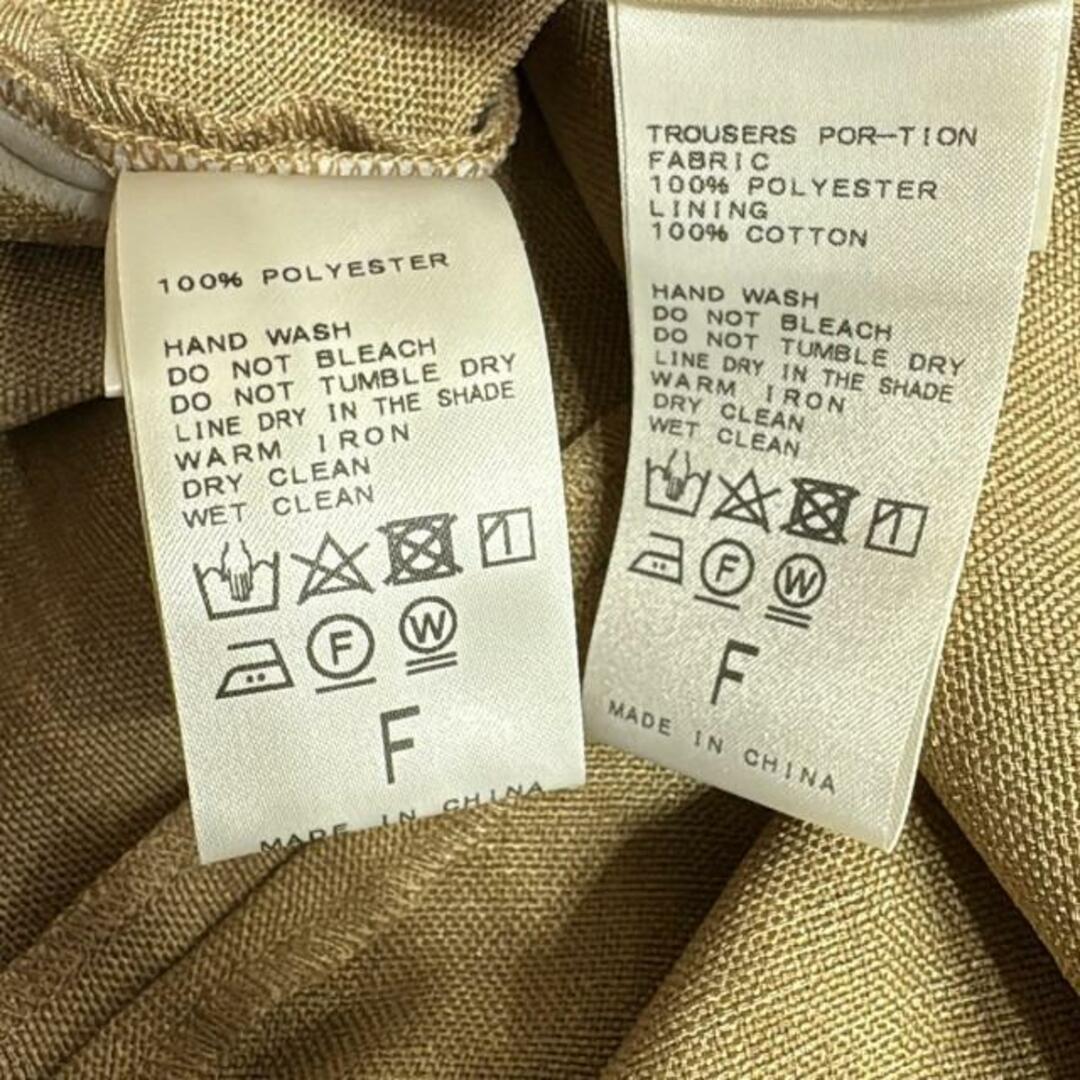 100% POLYESTER
HAND WASH
DO NOT BLEACH
DO NOT TUMBLE DRY
LINE DRY IN THE SHADE
WARM IRON
DRY CLEAN
WET CLEAN
F W
F
MADE IN CHINA
TROUSERS POR-TION
FABRIC
100% POLYESTER
LINING
100% COTTON
HAND WASH
DO NOT BLEACH
DO NOT TUMBLE DRY
LINE DRY IN THE SHADE
WARM IRON
DRY CLEAN
WET CLEAN
F W
F
MADE IN CHINA